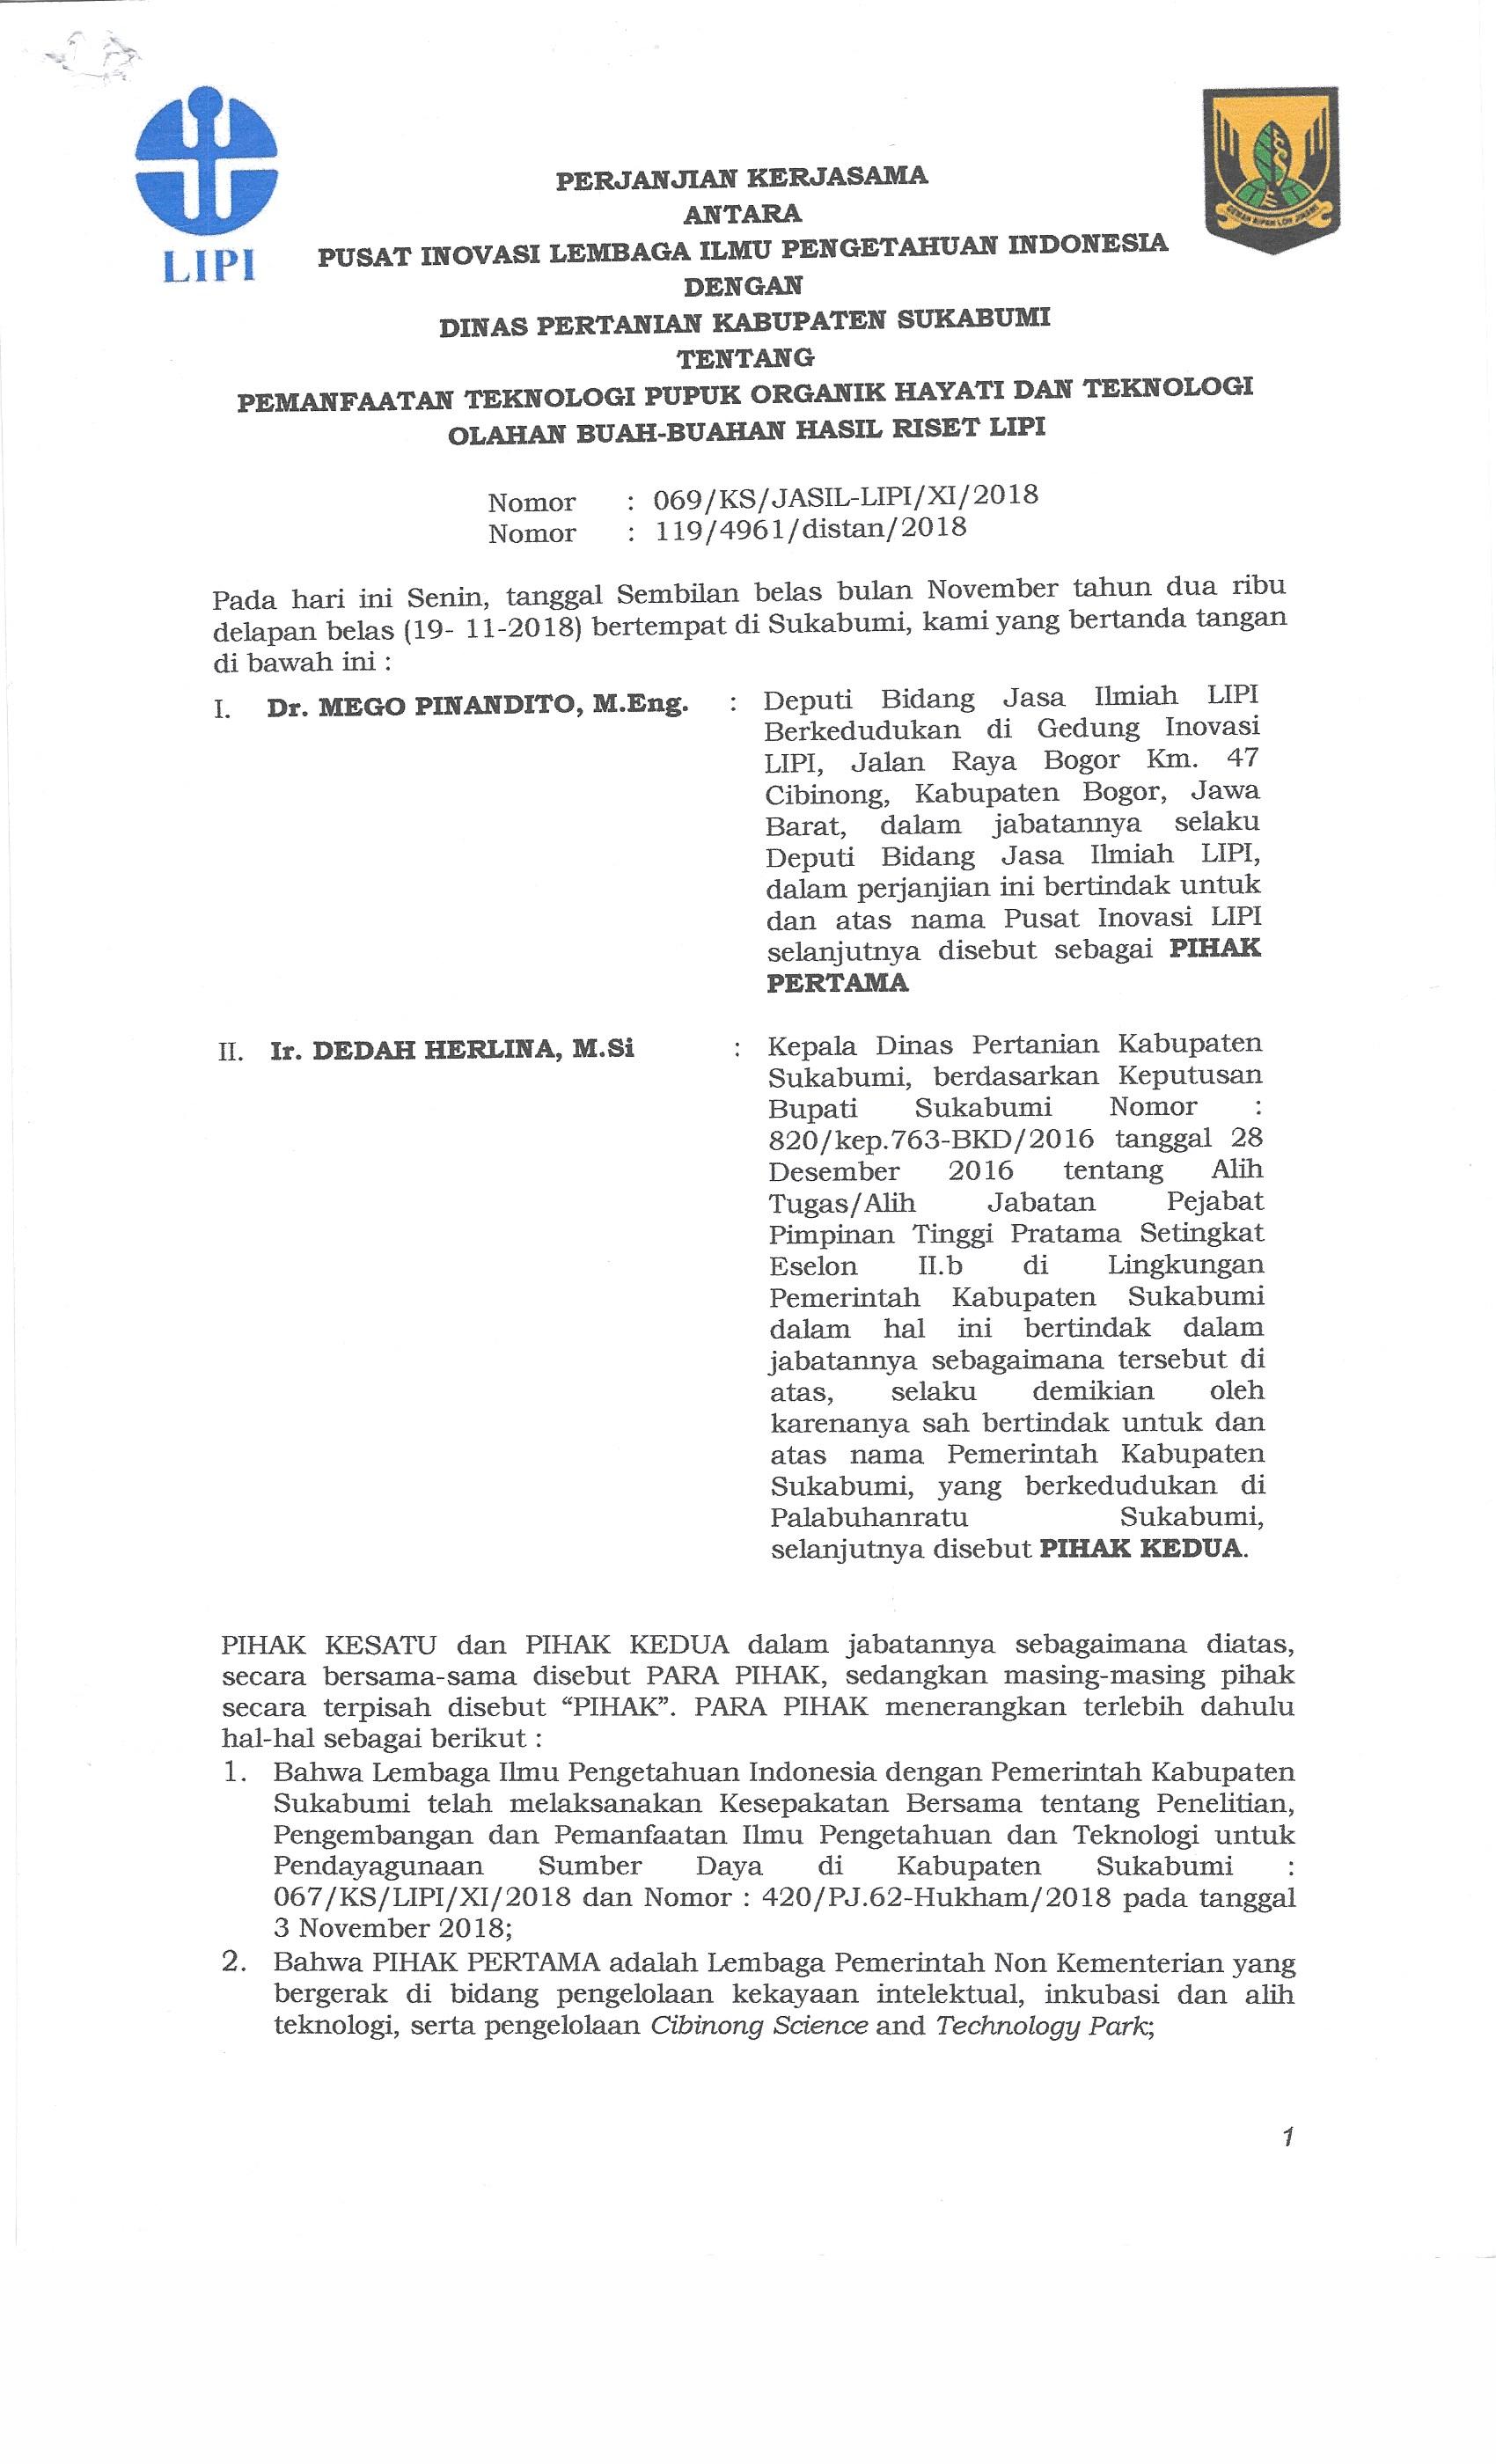 LIPI
PERJANJIAN KERJASAMA
ANTARA
PUSAT INOVASI LEMBAGA ILMU PENGETAHUAN INDONESIA
DENGAN
DINAS PERTANIAN KABUPATEN SUKABUMI
TENTANG
PEMANFAATAN TEKNOLOGI PUPUK ORGANIK HAYATI DAN TEKNOLOGI
OLAHAN BUAH-BUAHAN HASIL RISET LIPI
Nomor : 069/KS/JASIL-LIPI/XI/2018
Nomor : 119/4961/distan/2018
Pada hari ini Senin, tanggal Sembilan belas bulan November tahun dua ribu
delapan belas (19- 11-2018) bertempat di Sukabumi, kami yang bertanda tangan
di bawah ini :
I. Dr. MEGO PINANDITO, M.Eng. : Deputi Bidang Jasa Ilmiah LIPI
Berkedudukan di Gedung Inovasi
LIPI, Jalan Raya Bogor Km. 47
Cibinong, Kabupaten Bogor, Jawa
Barat, dalam jabatannya selaku
Deputi Bidang Jasa Ilmiah LIPI,
dalam perjanjian ini bertindak untuk
dan atas nama Pusat Inovasi LIPI
selanjutnya disebut sebagai PIHAK
PERTAMA
II. Ir. DEDAH HERLINA, M.Si : Kepala Dinas Pertanian Kabupaten
Sukabumi, berdasarkan Keputusan
Bupati Sukabumi Nomor :
820/kep.763-BKD/2016 tanggal 28
Desember 2016 tentang Alih
Tugas/Alih Jabatan Pejabat
Pimpinan Tinggi Pratama Setingkat
Eselon II.b di Lingkungan
Pemerintah Kabupaten Sukabumi
dalam hal ini bertindak dalam
jabatannya sebagaimana tersebut di
atas, selaku demikian oleh
karenanya sah bertindak untuk dan
atas nama Pemerintah Kabupaten
Sukabumi, yang berkedudukan di
Palabuhanratu Sukabumi,
selanjutnya disebut PIHAK KEDUA.
PIHAK KESATU dan PIHAK KEDUA dalam jabatannya sebagaimana diatas,
secara bersama-sama disebut PARA PIHAK, sedangkan masing-masing pihak
secara terpisah disebut “PIHAK”. PARA PIHAK menerangkan terlebih dahulu
hal-hal sebagai berikut :
1. Bahwa Lembaga Ilmu Pengetahuan Indonesia dengan Pemerintah Kabupaten
Sukabumi telah melaksanakan Kesepakatan Bersama tentang Penelitian,
Pengembangan dan Pemanfaatan Ilmu Pengetahuan dan Teknologi untuk
Pendayagunaan Sumber Daya di Kabupaten Sukabumi :
067/KS/LIPI/XI/2018 dan Nomor : 420/PJ.62-Hukham/2018 pada tanggal
3 November 2018;
2. Bahwa PIHAK PERTAMA adalah Lembaga Pemerintah Non Kementerian yang
bergerak di bidang pengelolaan kekayaan intelektual, inkubasi dan alih
teknologi, serta pengelolaan Cibinong Science and Technology Park;
1